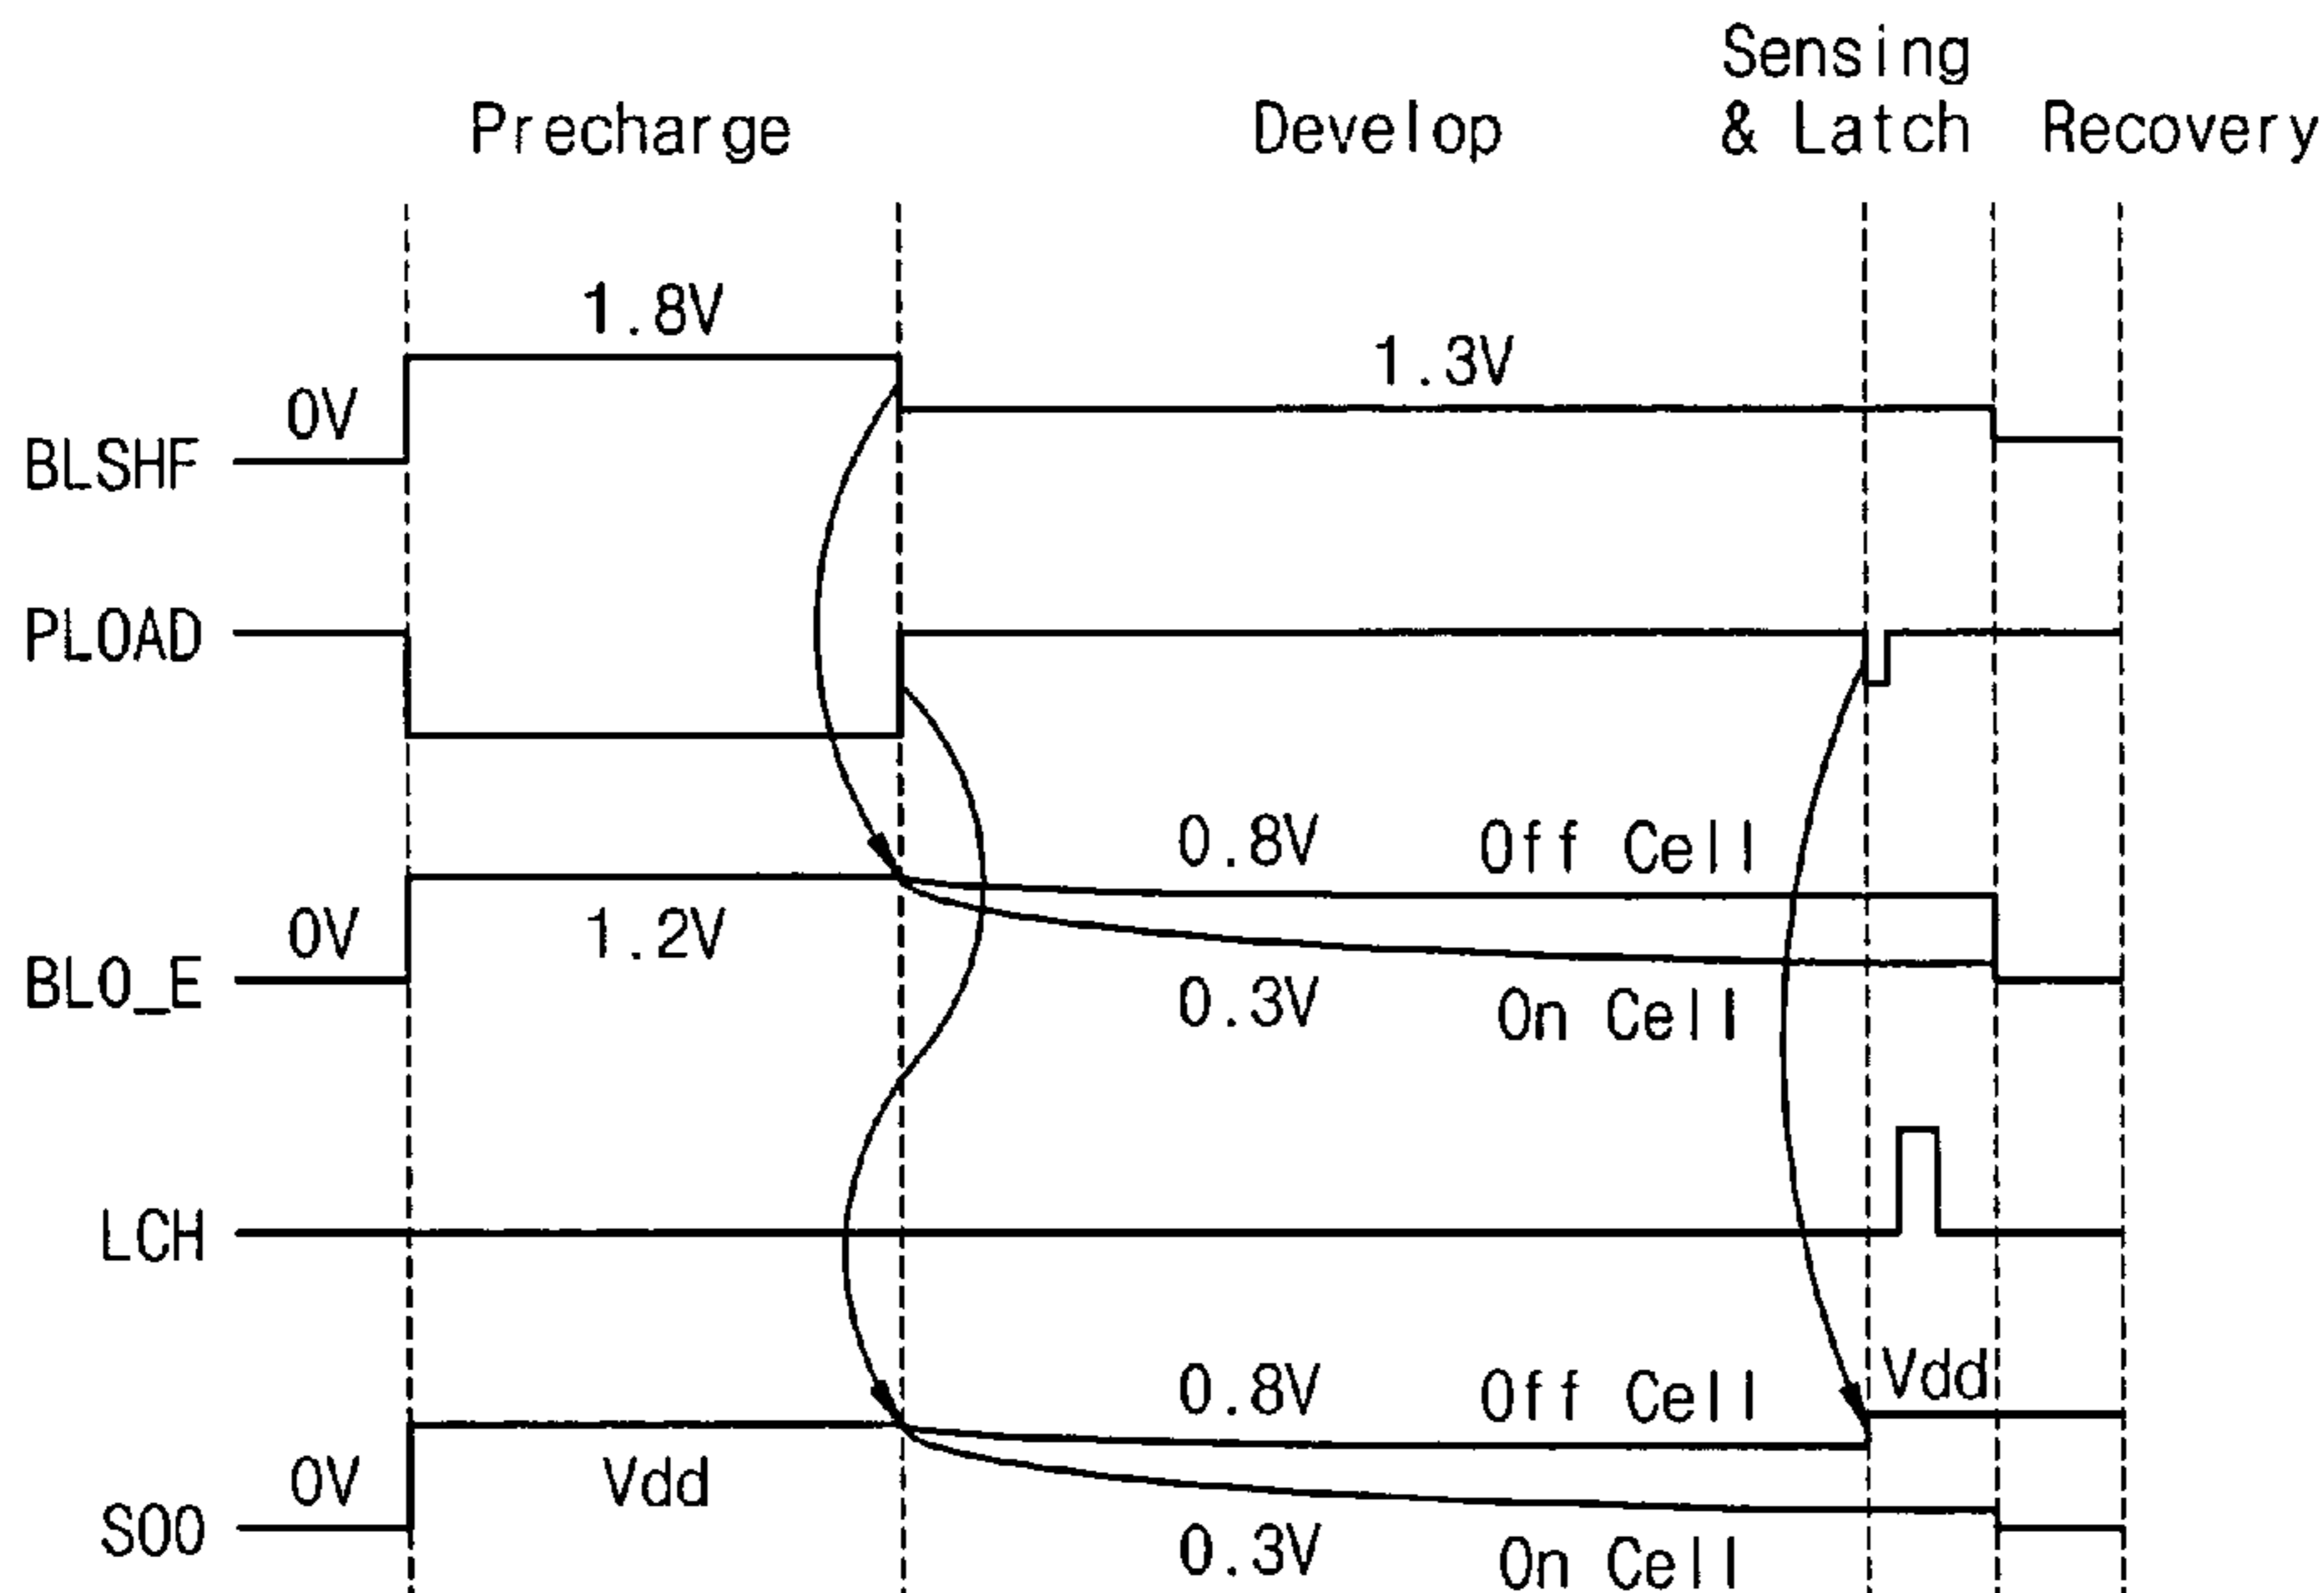 Sensing
Precharge Develop & Latch Recovery
1.8V
1.3V
0V
BLSHF
PLOAD
0.8V Off Cell
0V 1.2V
BLO_E
0.3V On Cell
LCH
0.8V Off Cell Vdd
0V Vdd
SO0
0.3V On Cell